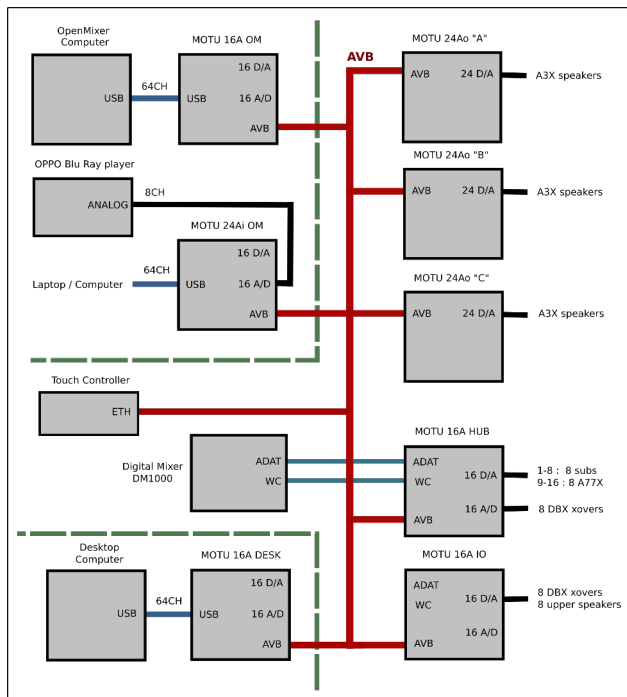 OpenMixer
Computer
USB
64CH
MOTU 16A OM
16 D/A
USB
16 A/D
AVB
OPPO Blu Ray player
ANALOG
8CH
MOTU 24Ai OM
16 D/A
64CH
Laptop / Computer
USB
16 A/D
AVB
AVB
MOTU 24Ao "A"
AVB
24 D/A
A3X speakers
MOTU 24Ao "B"
AVB
24 D/A
A3X speakers
MOTU 24Ao "C"
AVB
24 D/A
A3X speakers
Touch Controller
ETH
Digital Mixer
DM1000
ADAT
WC
MOTU 16A HUB
ADAT
WC
AVB
16 D/A
16 A/D
1-8 : 8 subs
9-16 : 8 A77X
8 DBX xovers
Desktop
Computer
USB
64CH
MOTU 16A DESK
16 D/A
USB
16 A/D
AVB
MOTU 16A IO
ADAT
WC
AVB
16 D/A
16 A/D
8 DBX xovers
8 upper speakers